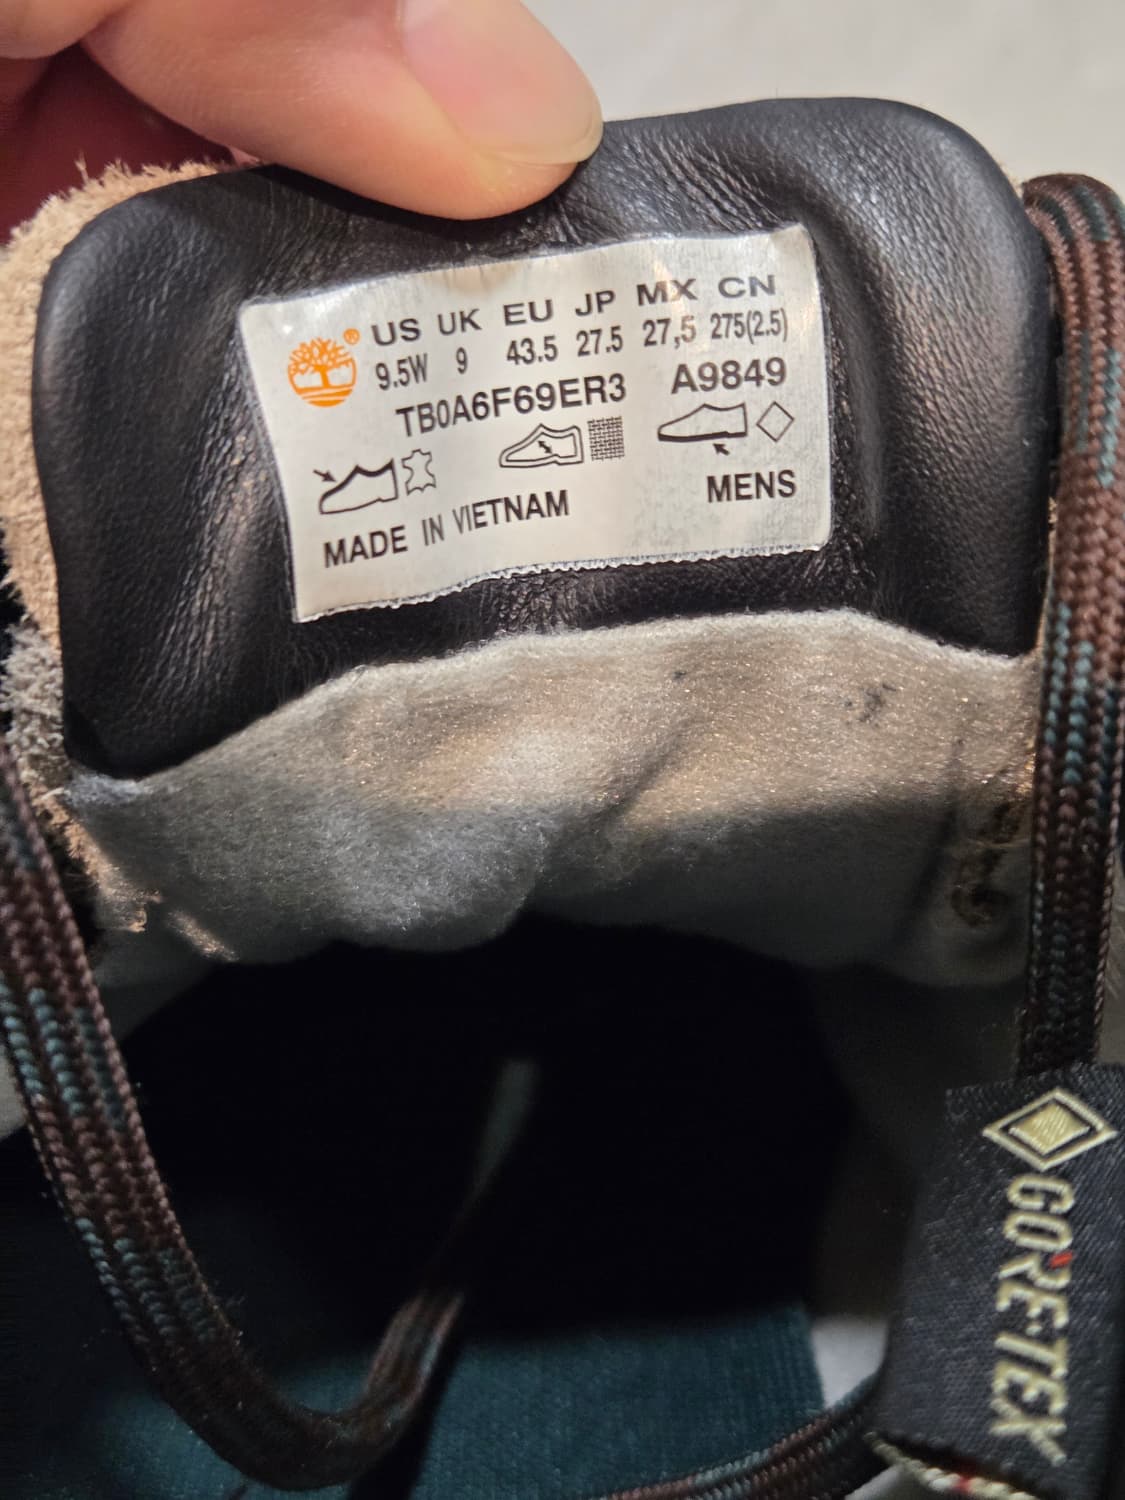 US UK EU JP MX CN
9.5W 9 43.5 27.5 27,5 275(2.5)
TB0A6F69ER3 A9849
MADE IN VIETNAM MENS
GORE-TEX